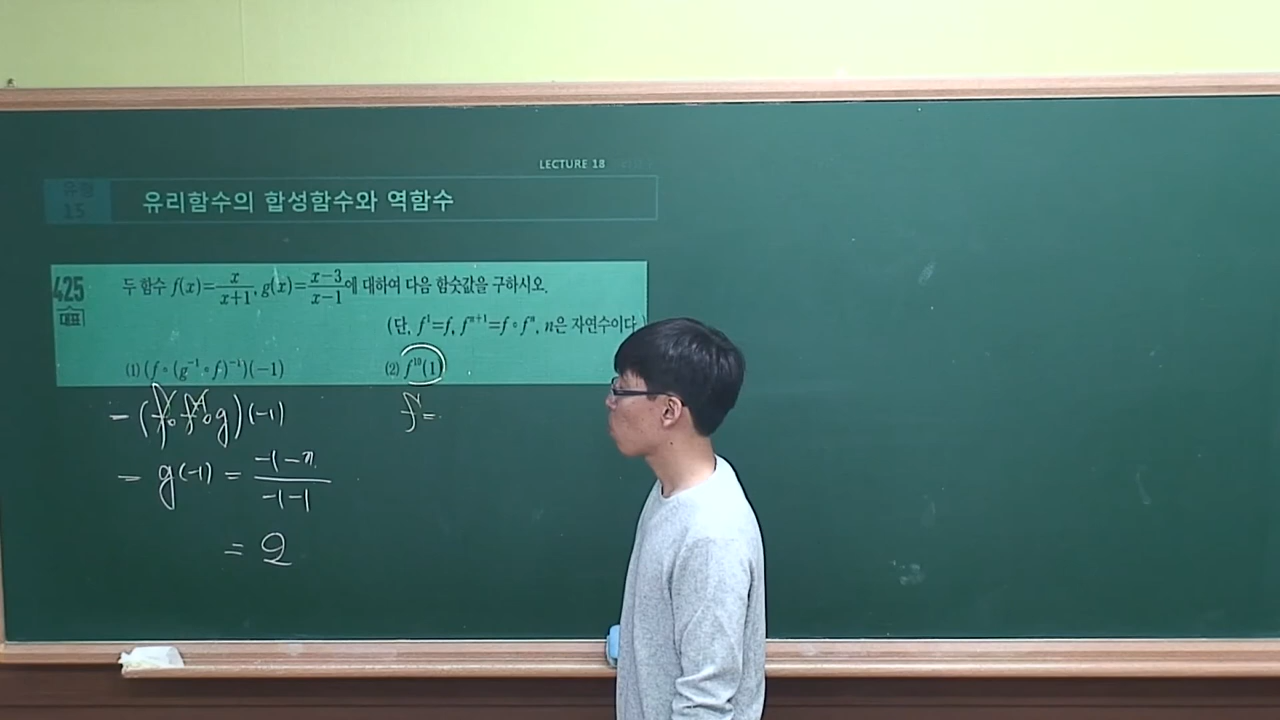 LECTURE 18
유형
15
유리함수의 합성함수와 역함수
425
대표
두 함수 f(x)=x/(x+1), g(x)=(x-3)/(x-1)에 대하여 다음 함숫값을 구하시오.
(단, f¹=f, fⁿ⁺¹=f∘fⁿ, n은 자연수이다.)
(1) (f∘(g⁻¹∘f)⁻¹)(-1)
(2) f¹⁰(1)
= (f∘f⁻¹∘g)(-1)
= g(-1) = (-1-3)/(-1-1)
= 2
f¹=